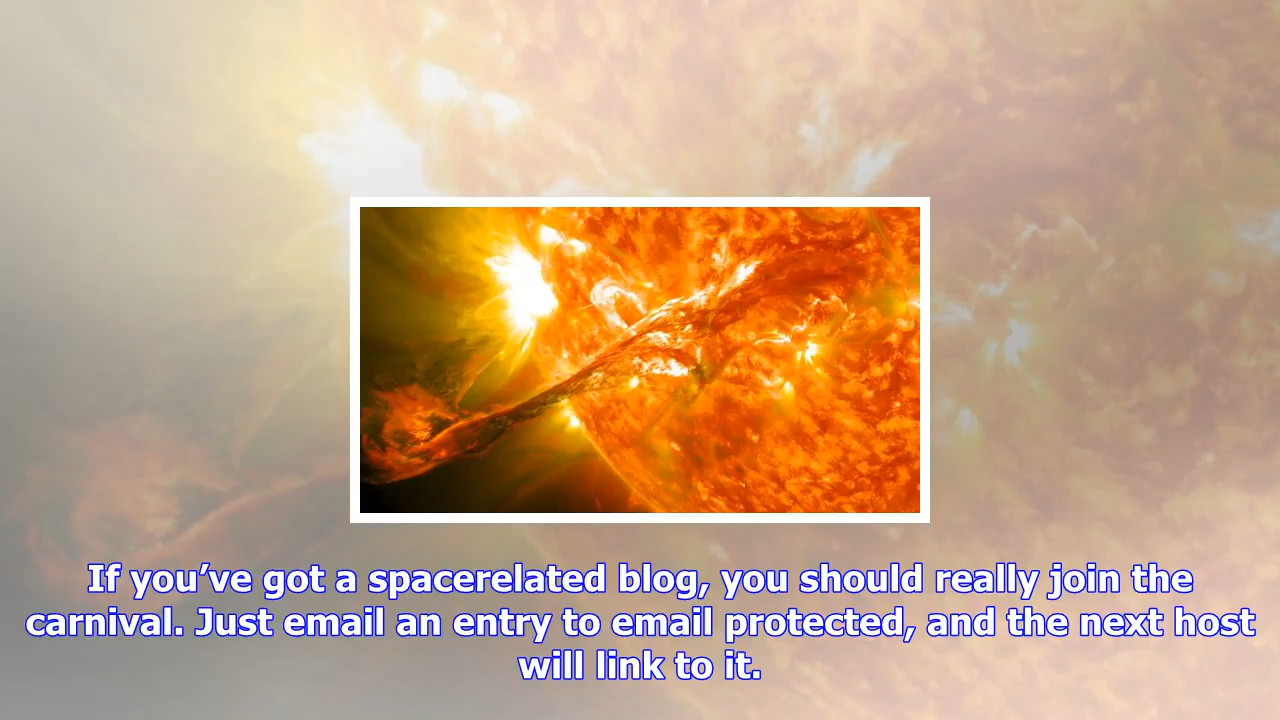 If you’ve got a spacerelated blog, you should really join the
carnival. Just email an entry to email protected, and the next host
will link to it.